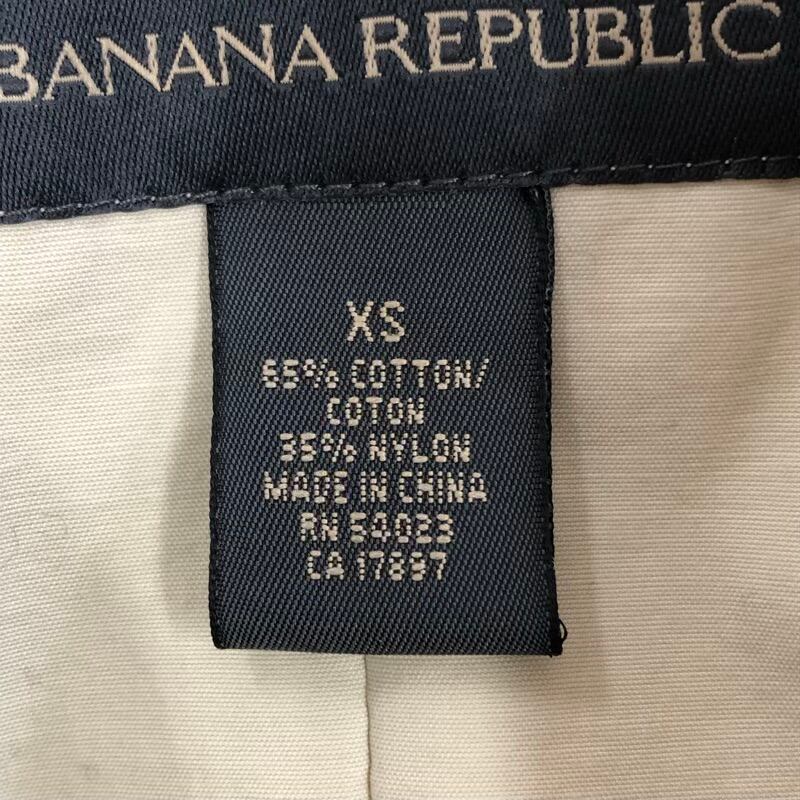 BANANA REPUBLIC
XS
65% COTTON/
COTON
35% NYLON
MADE IN CHINA
RN 54023
CA 17897